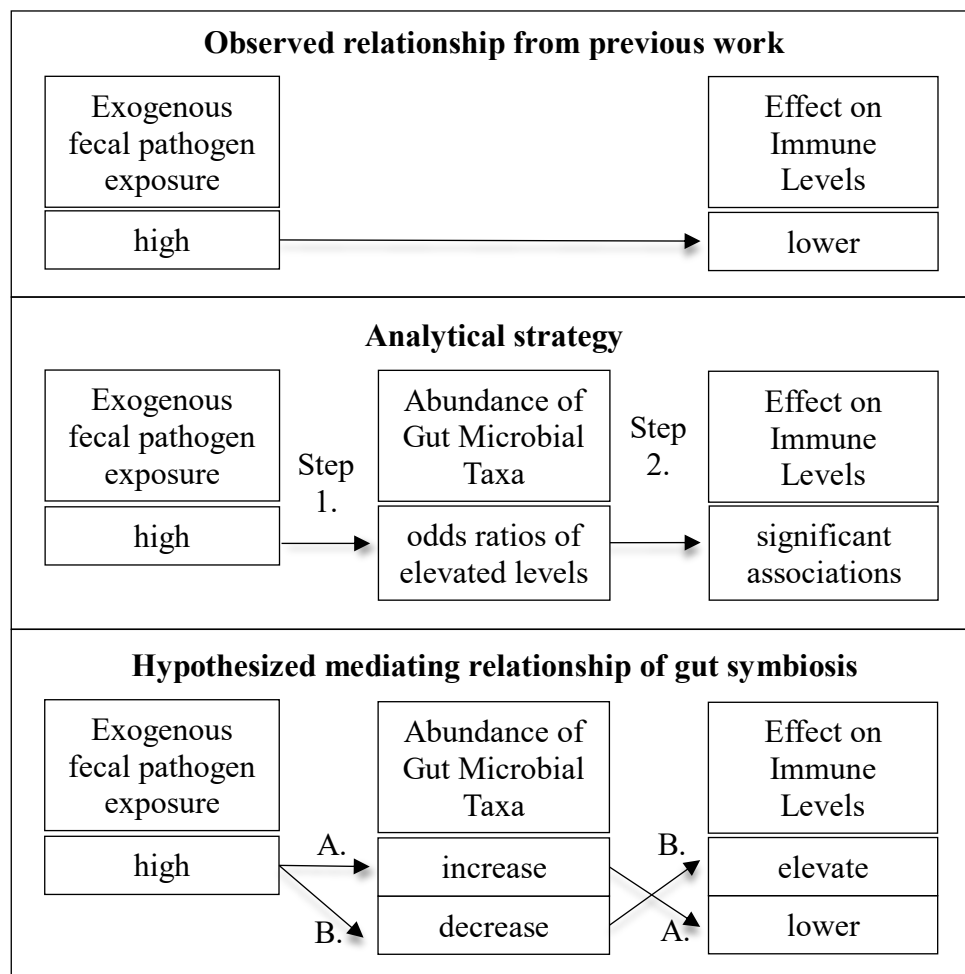 Observed relationship from previous work
Exogenous
fecal pathogen
exposure
high
Effect on
Immune
Levels
lower
Analytical strategy
Exogenous
fecal pathogen
exposure
high
Step
1.
Abundance of
Gut Microbial
Taxa
odds ratios of
elevated levels
Step
2.
Effect on
Immune
Levels
significant
associations
Hypothesized mediating relationship of gut symbiosis
Exogenous
fecal pathogen
exposure
high
A.
B.
Abundance of
Gut Microbial
Taxa
increase
decrease
B.
A.
Effect on
Immune
Levels
elevate
lower